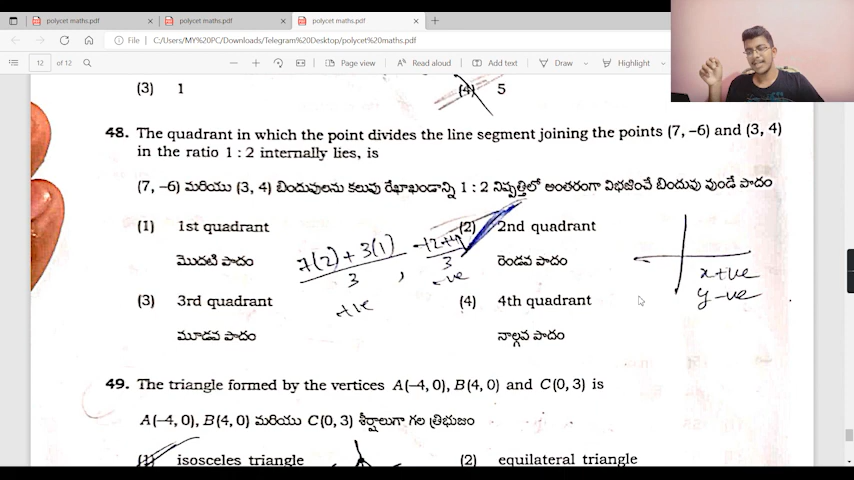 polycet maths.pdf
polycet maths.pdf
polycet maths.pdf
File
C:/Users/MY%20PC/Downloads/Telegram%20Desktop/polycet%20maths.pdf
12 of 12
Page view
Read aloud
Add text
Draw
Highlight
(3) 1
(4) 5
48. The quadrant in which the point divides the line segment joining the points (7, –6) and (3, 4)
in the ratio 1 : 2 internally lies, is
(7, –6) మరియు (3, 4) బిందువులను కలుపు రేఖాఖండాన్ని 1 : 2 నిష్పత్తిలో అంతరంగా విభజించే బిందువు వుండే పాదం
(1) 1st quadrant
(2) 2nd quadrant
మొదటి పాదం
రెండవ పాదం
7(2) + 3(1)
3
,
-12+4
3
+ve
-ve
x +ve
y -ve
(3) 3rd quadrant
(4) 4th quadrant
మూడవ పాదం
నాల్గవ పాదం
49. The triangle formed by the vertices A(–4, 0), B(4, 0) and C(0, 3) is
A(–4, 0), B(4, 0) మరియు C(0, 3) శీర్షాలుగా గల త్రిభుజం
(1) isosceles triangle
(2) equilateral triangle